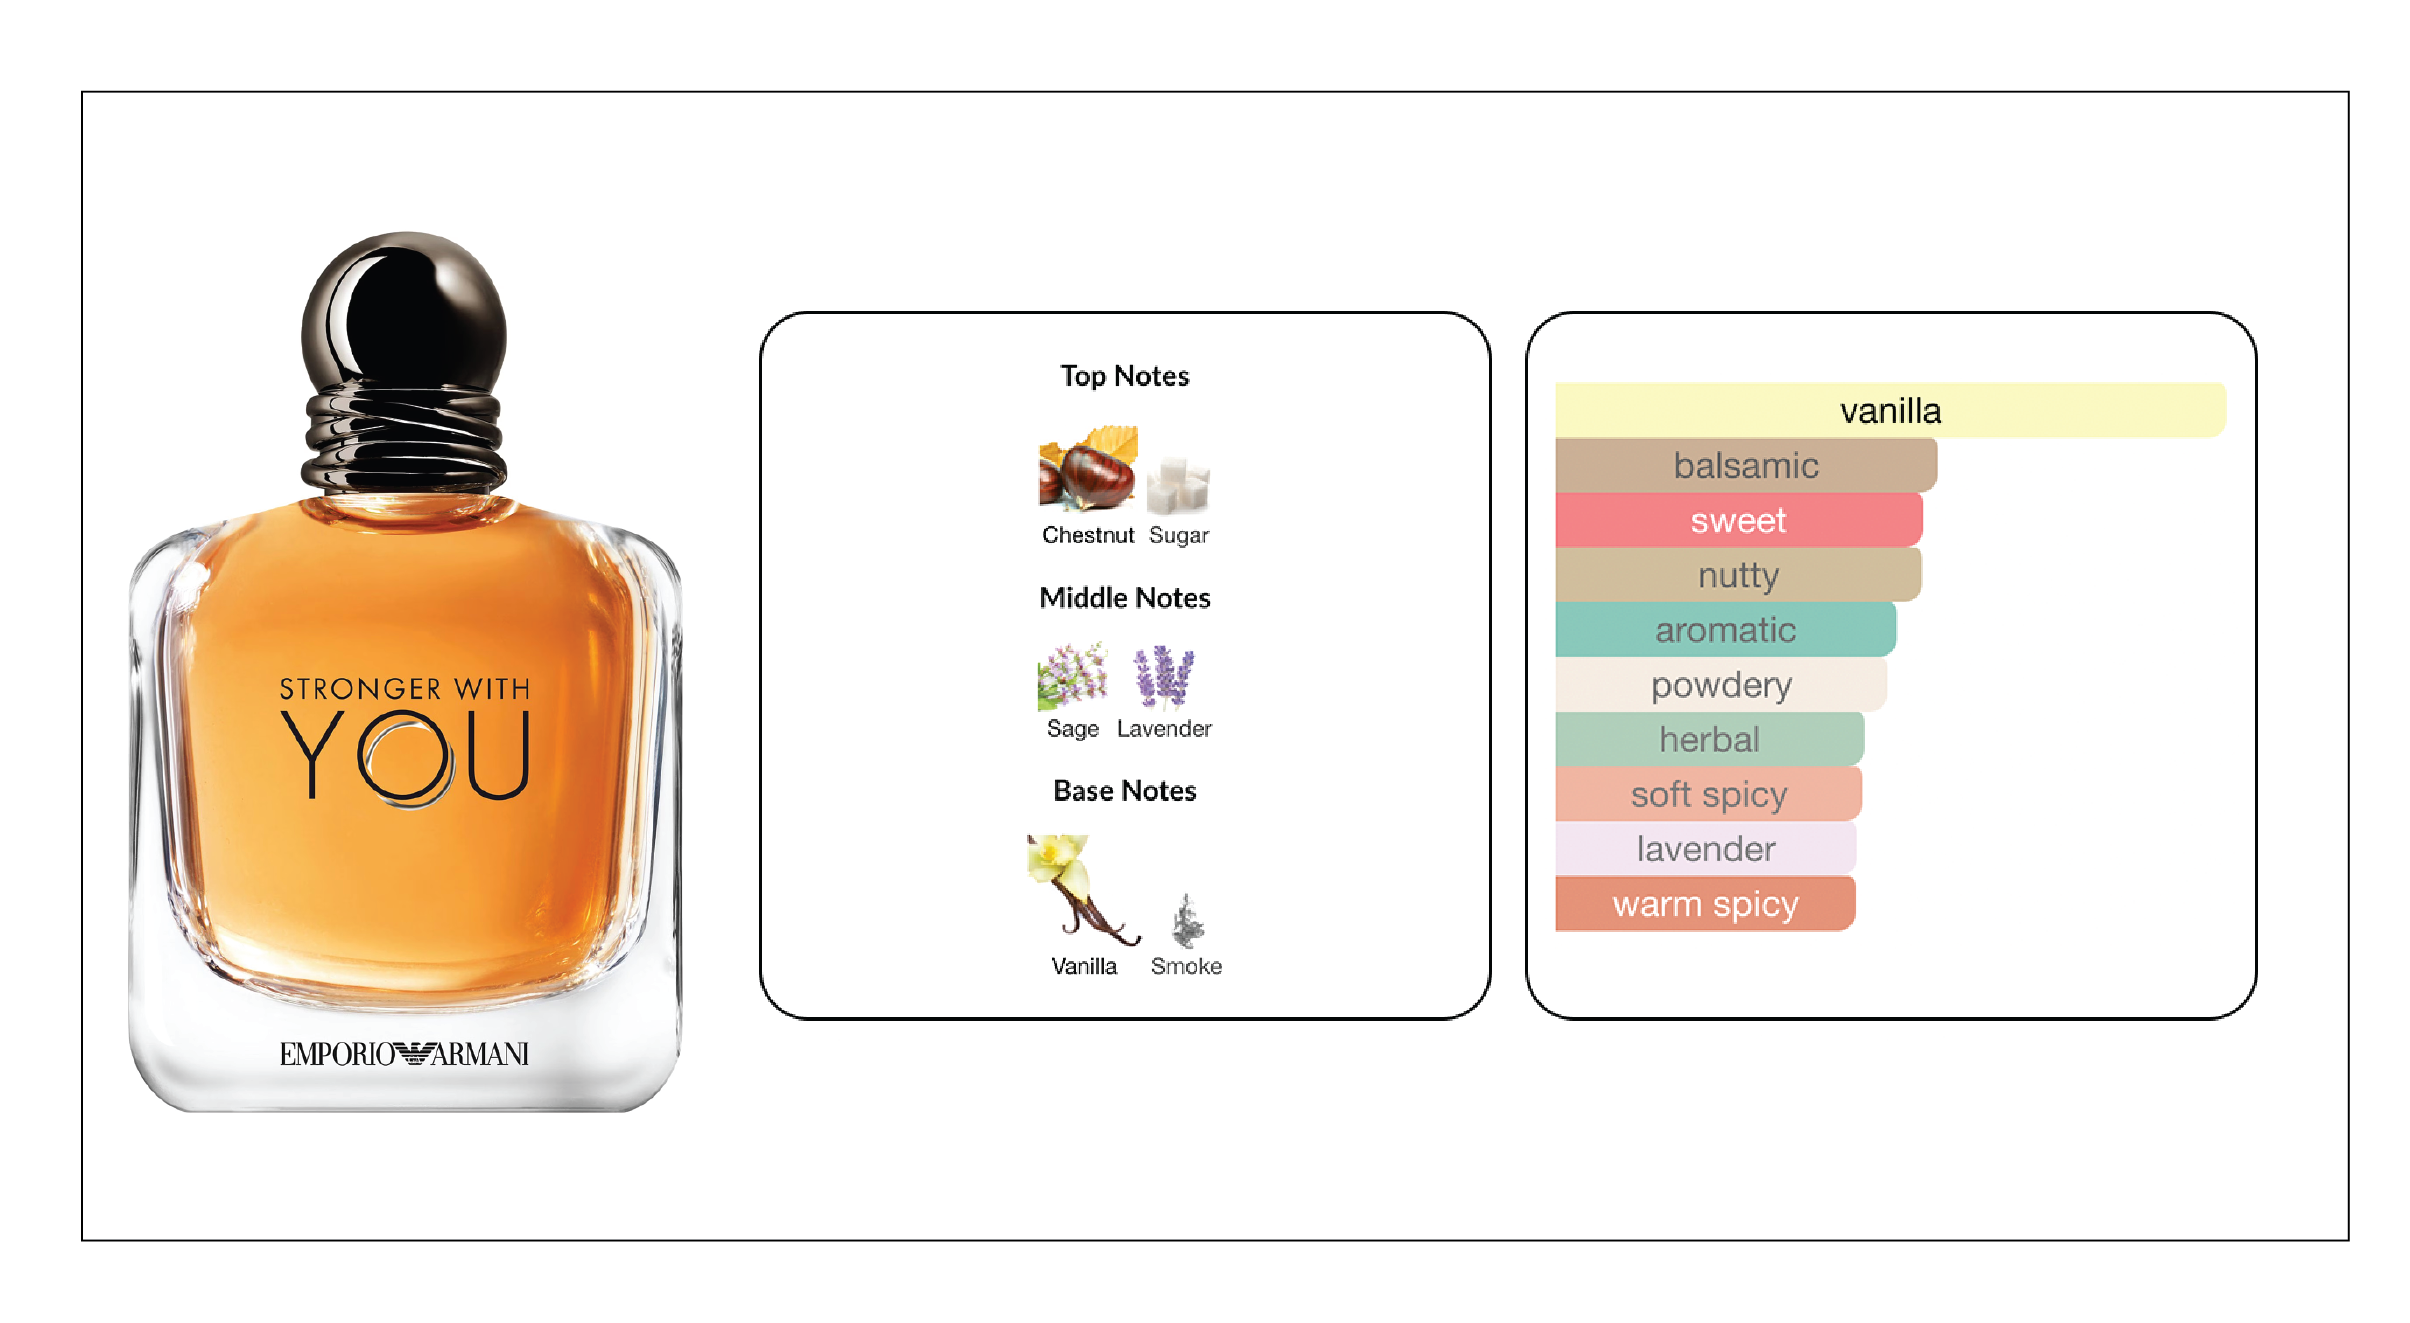 STRONGER WITH
YOU
EMPORIO ARMANI
Top Notes
Chestnut Sugar
Middle Notes
Sage Lavender
Base Notes
Vanilla Smoke
vanilla
balsamic
sweet
nutty
aromatic
powdery
herbal
soft spicy
lavender
warm spicy